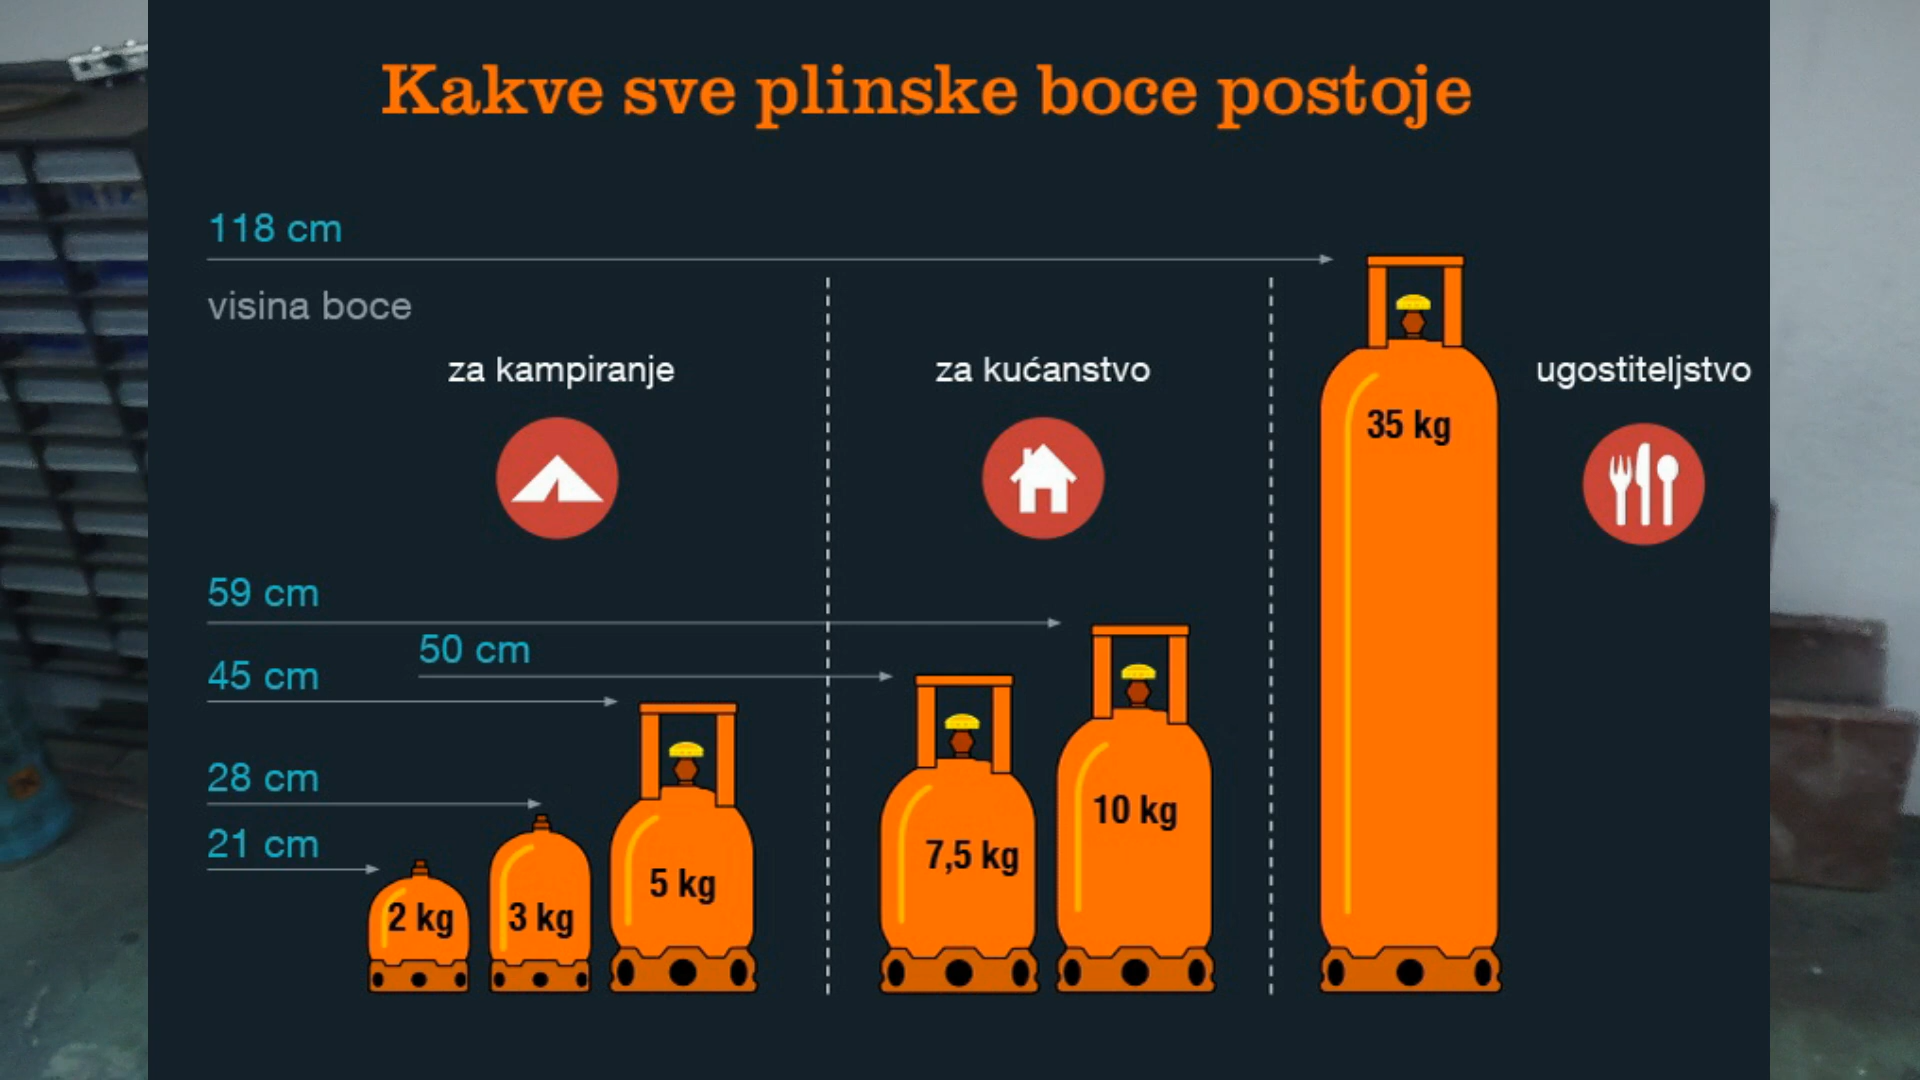 Kakve sve plinske boce postoje
118 cm
visina boce
za kampiranje
za kućanstvo
ugostiteljstvo
35 kg
59 cm
50 cm
45 cm
28 cm
21 cm
2 kg
3 kg
5 kg
7,5 kg
10 kg